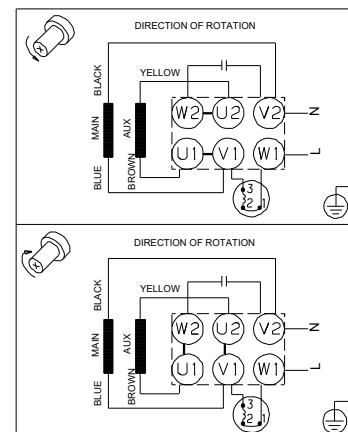 DIRECTION OF ROTATION
BLACK
YELLOW
MAIN
AUX
W2 U2 V2 N
U1 V1 W1 L
BLUE
BROWN
3
2 1
DIRECTION OF ROTATION
BLACK
YELLOW
MAIN
AUX
W2 U2 V2 N
U1 V1 W1 L
BLUE
BROWN
3
2 1